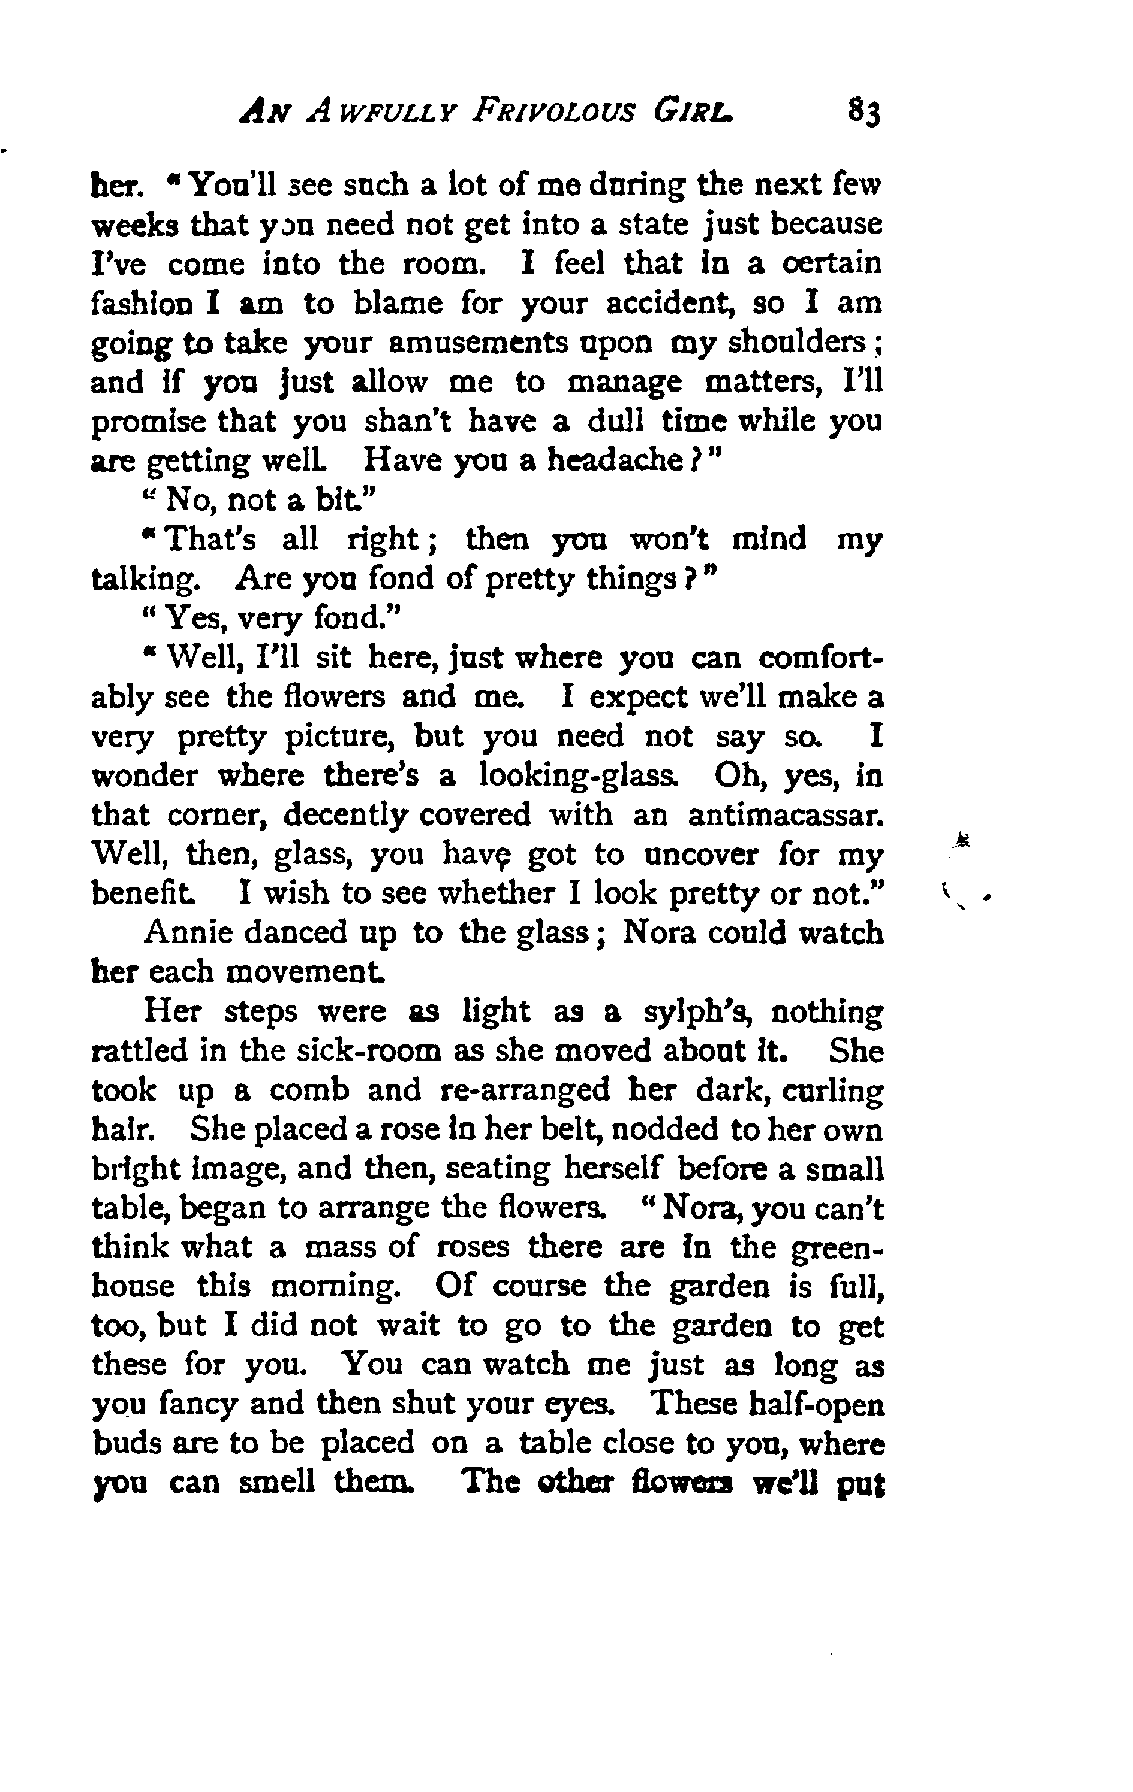 AN AWFULLY FRIVOLOUS GIRL. 83
her. "You'll see such a lot of me during the next few
weeks that you need not get into a state just because
I've come into the room. I feel that in a certain
fashion I am to blame for your accident, so I am
going to take your amusements upon my shoulders;
and if you just allow me to manage matters, I'll
promise that you shan't have a dull time while you
are getting well. Have you a headache?"
"No, not a bit."
"That's all right; then you won't mind my
talking. Are you fond of pretty things?"
"Yes, very fond."
"Well, I'll sit here, just where you can comfort-
ably see the flowers and me. I expect we'll make a
very pretty picture, but you need not say so. I
wonder where there's a looking-glass. Oh, yes, in
that corner, decently covered with an antimacassar.
Well, then, glass, you have got to uncover for my
benefit. I wish to see whether I look pretty or not."
Annie danced up to the glass; Nora could watch
her each movement.
Her steps were as light as a sylph's, nothing
rattled in the sick-room as she moved about it. She
took up a comb and re-arranged her dark, curling
hair. She placed a rose in her belt, nodded to her own
bright image, and then, seating herself before a small
table, began to arrange the flowers. "Nora, you can't
think what a mass of roses there are in the green-
house this morning. Of course the garden is full,
too, but I did not wait to go to the garden to get
these for you. You can watch me just as long as
you fancy and then shut your eyes. These half-open
buds are to be placed on a table close to you, where
you can smell them. The other flowers we'll put